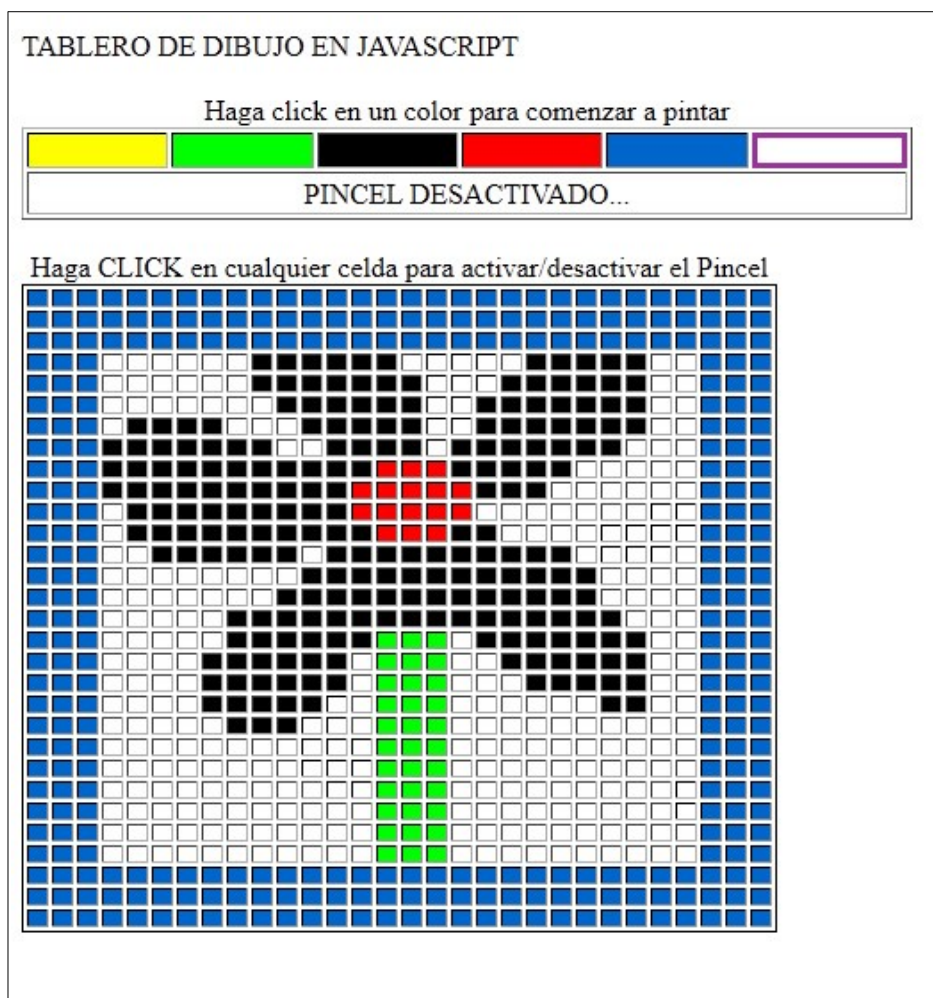 TABLERO DE DIBUJO EN JAVASCRIPT
Haga click en un color para comenzar a pintar
PINCEL DESACTIVADO...
Haga CLICK en cualquier celda para activar/desactivar el Pincel